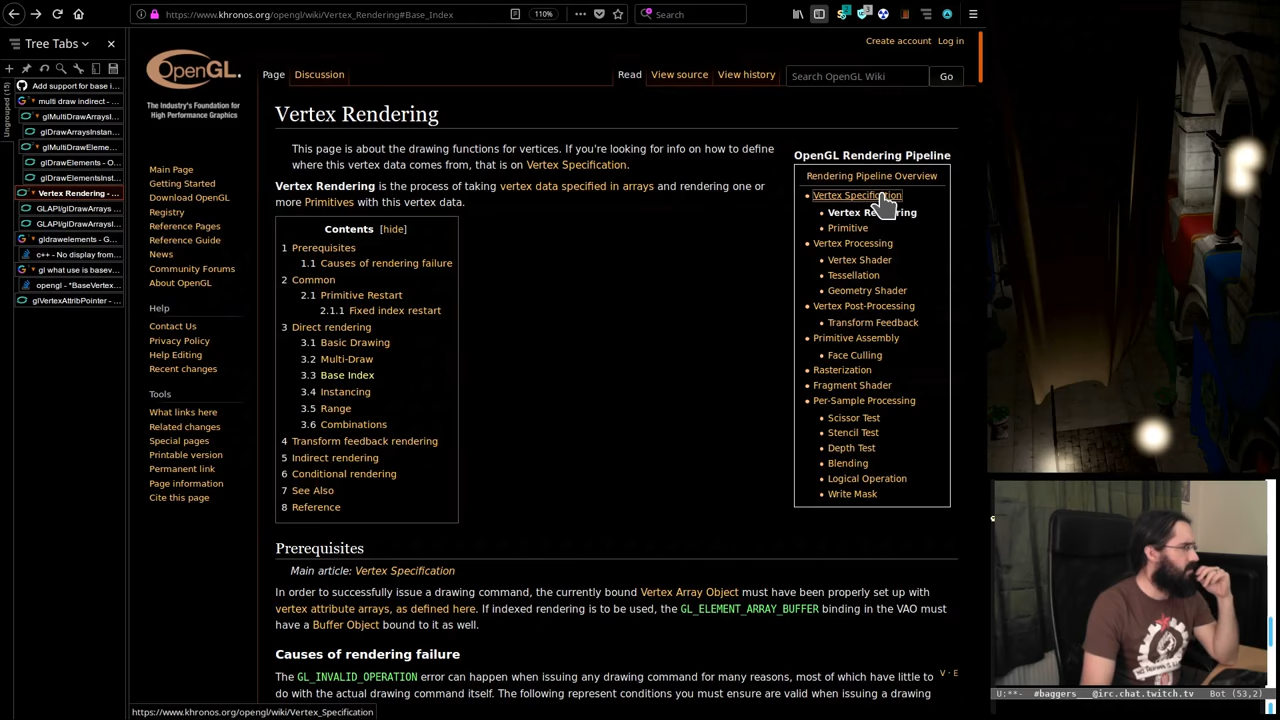 https://www.khronos.org/opengl/wiki/Vertex_Rendering#Base_Index
110%
Search
2
3
Tree Tabs
Ungrouped (15)
Add support for base i
multi draw indirect - ...
glMultiDrawArraysI...
glDrawArraysInstan...
glMultiDrawEleme...
glDrawElements - O...
glDrawElementsInst...
Vertex Rendering - ...
GLAPI/glDrawArrays...
GLAPI/glDrawArraysI...
gldrawelements - G...
c++ - No display from...
gl what use is basev...
opengl - *BaseVertex...
glVertexAttribPointer - ...
OpenGL.
The Industry's Foundation for
High Performance Graphics
Main Page
Getting Started
Download OpenGL
Registry
Reference Pages
Reference Guide
News
Community Forums
About OpenGL
Help
Contact Us
Privacy Policy
Help Editing
Recent changes
Tools
What links here
Related changes
Special pages
Printable version
Permanent link
Page information
Cite this page
Create account Log in
Page Discussion
Read View source View history
Search OpenGL Wiki Go
Vertex Rendering
This page is about the drawing functions for vertices. If you're looking for info on how to define
where this vertex data comes from, that is on Vertex Specification.
Vertex Rendering is the process of taking vertex data specified in arrays and rendering one or
more Primitives with this vertex data.
Contents [hide]
1 Prerequisites
1.1 Causes of rendering failure
2 Common
2.1 Primitive Restart
2.1.1 Fixed index restart
3 Direct rendering
3.1 Basic Drawing
3.2 Multi-Draw
3.3 Base Index
3.4 Instancing
3.5 Range
3.6 Combinations
4 Transform feedback rendering
5 Indirect rendering
6 Conditional rendering
7 See Also
8 Reference
OpenGL Rendering Pipeline
Rendering Pipeline Overview
Vertex Specification
Vertex Rendering
Primitive
Vertex Processing
Vertex Shader
Tessellation
Geometry Shader
Vertex Post-Processing
Transform Feedback
Primitive Assembly
Face Culling
Rasterization
Fragment Shader
Per-Sample Processing
Scissor Test
Stencil Test
Depth Test
Blending
Logical Operation
Write Mask
Prerequisites
Main article: Vertex Specification
In order to successfully issue a drawing command, the currently bound Vertex Array Object must have been properly set up with
vertex attribute arrays, as defined here. If indexed rendering is to be used, the GL_ELEMENT_ARRAY_BUFFER binding in the VAO must
have a Buffer Object bound to it as well.
Causes of rendering failure
V · E
The GL_INVALID_OPERATION error can happen when issuing any drawing command for many reasons, most of which have little to
do with the actual drawing command itself. The following represent conditions you must ensure are valid when issuing a drawing
https://www.khronos.org/opengl/wiki/Vertex_Specification
U:**- #baggers__@irc.chat.twitch.tv Bot (53,2)